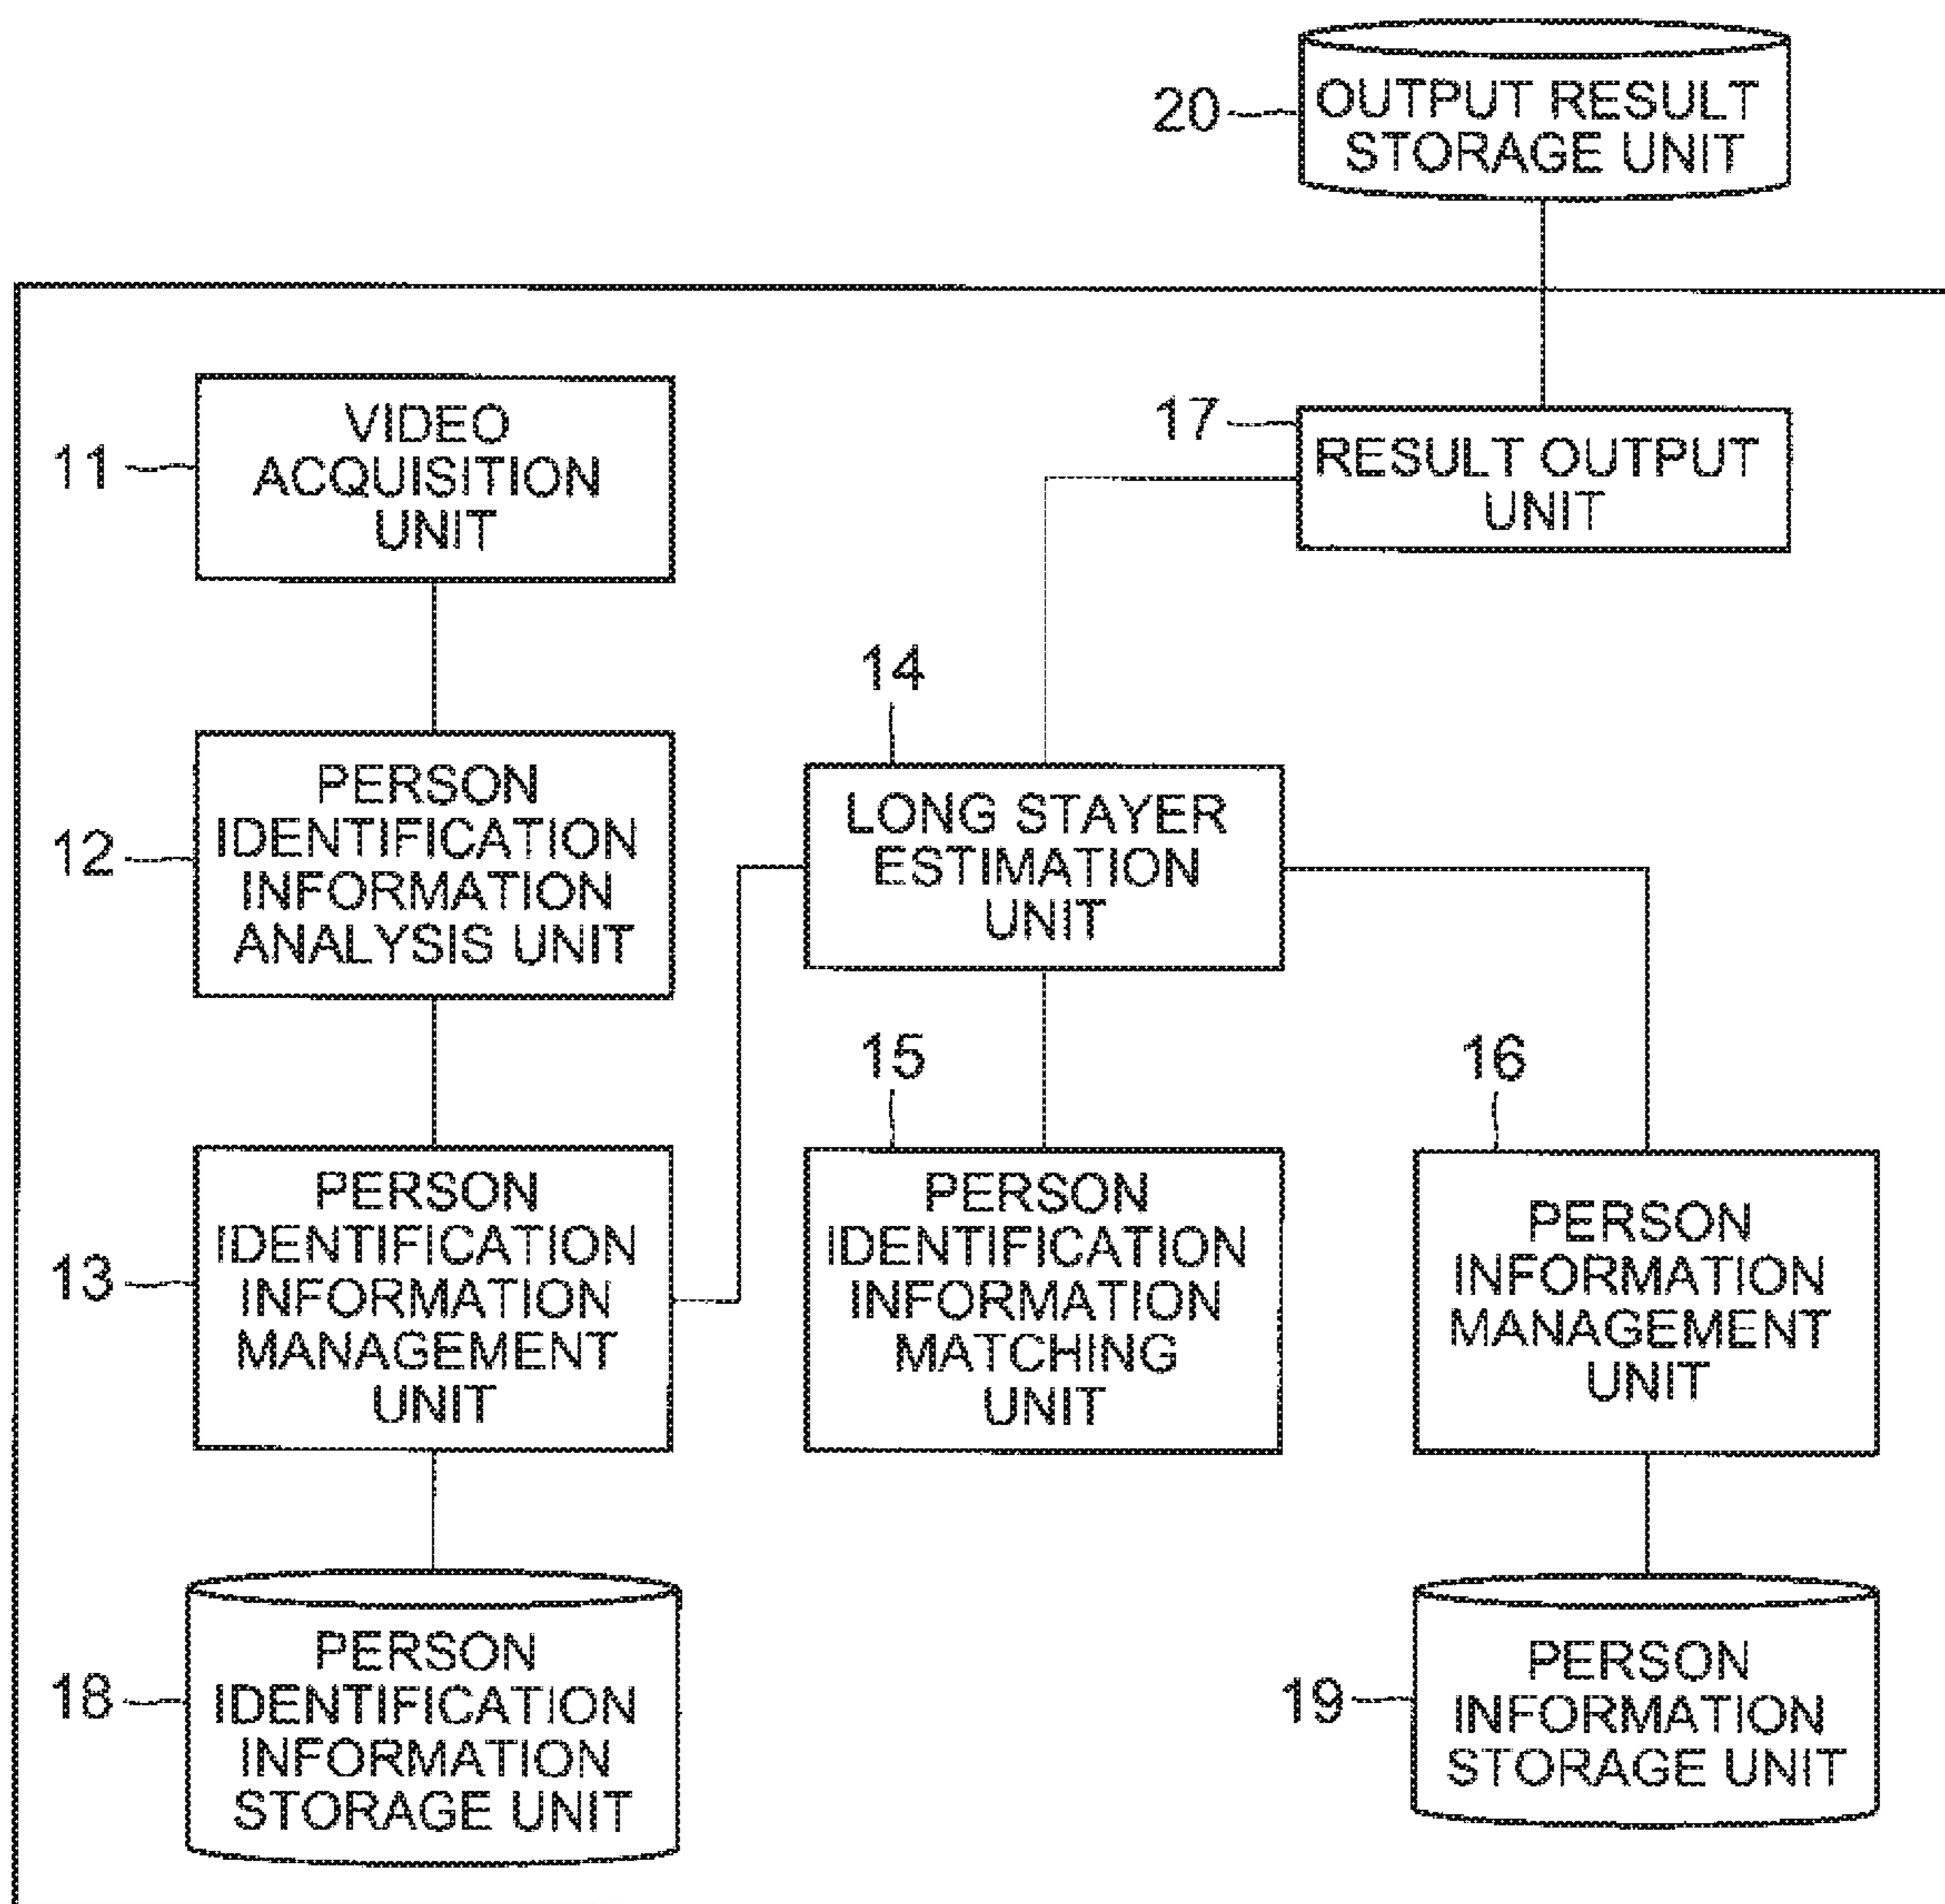 20
OUTPUT RESULT
STORAGE UNIT
11
VIDEO
ACQUISITION
UNIT
17
RESULT OUTPUT
UNIT
12
PERSON
IDENTIFICATION
INFORMATION
ANALYSIS UNIT
14
LONG STAYER
ESTIMATION
UNIT
13
PERSON
IDENTIFICATION
INFORMATION
MANAGEMENT
UNIT
15
PERSON
IDENTIFICATION
INFORMATION
MATCHING
UNIT
16
PERSON
INFORMATION
MANAGEMENT
UNIT
18
PERSON
IDENTIFICATION
INFORMATION
STORAGE UNIT
19
PERSON
INFORMATION
STORAGE UNIT